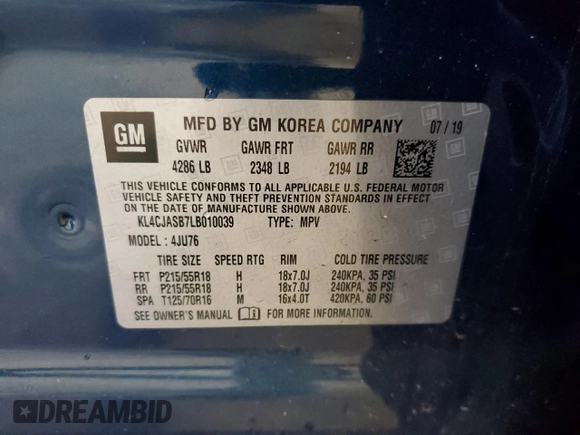 GM
MFD BY GM KOREA COMPANY 07 / 19
GVWR GAWR FRT GAWR RR
4286 LB 2348 LB 2194 LB
THIS VEHICLE CONFORMS TO ALL APPLICABLE U.S. FEDERAL MOTOR
VEHICLE SAFETY AND THEFT PREVENTION STANDARDS IN EFFECT
ON THE DATE OF MANUFACTURE SHOWN ABOVE.
KL4CJASB7LB010039 TYPE: MPV
MODEL : 4JU76
TIRE SIZE SPEED RTG RIM COLD TIRE PRESSURE
FRT P215/55R18 H 18x7.0J 240KPA, 35 PSI
RR P215/55R18 H 18x7.0J 240KPA, 35 PSI
SPA T125/70R16 M 16x4.0T 420KPA, 60 PSI
SEE OWNER'S MANUAL FOR MORE INFORMATION.
DREAMBID